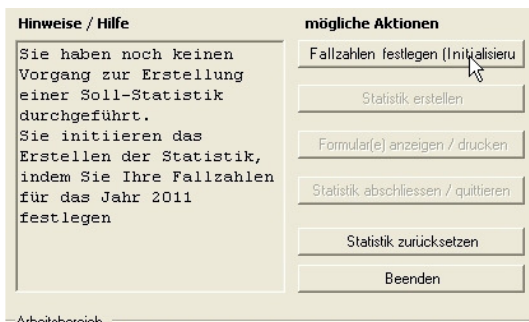 Hinweise / Hilfe
Sie haben noch keinen
Vorgang zur Erstellung
einer Soll-Statistik
durchgeführt.
Sie initiieren das
Erstellen der Statistik,
indem Sie Ihre Fallzahlen
für das Jahr 2011
festlegen
mögliche Aktionen
Fallzahlen festlegen (Initialisieru
Statistik erstellen
Formular(e) anzeigen / drucken
Statistik abschliessen / quittieren
Statistik zurücksetzen
Beenden
Arbeitsbereich